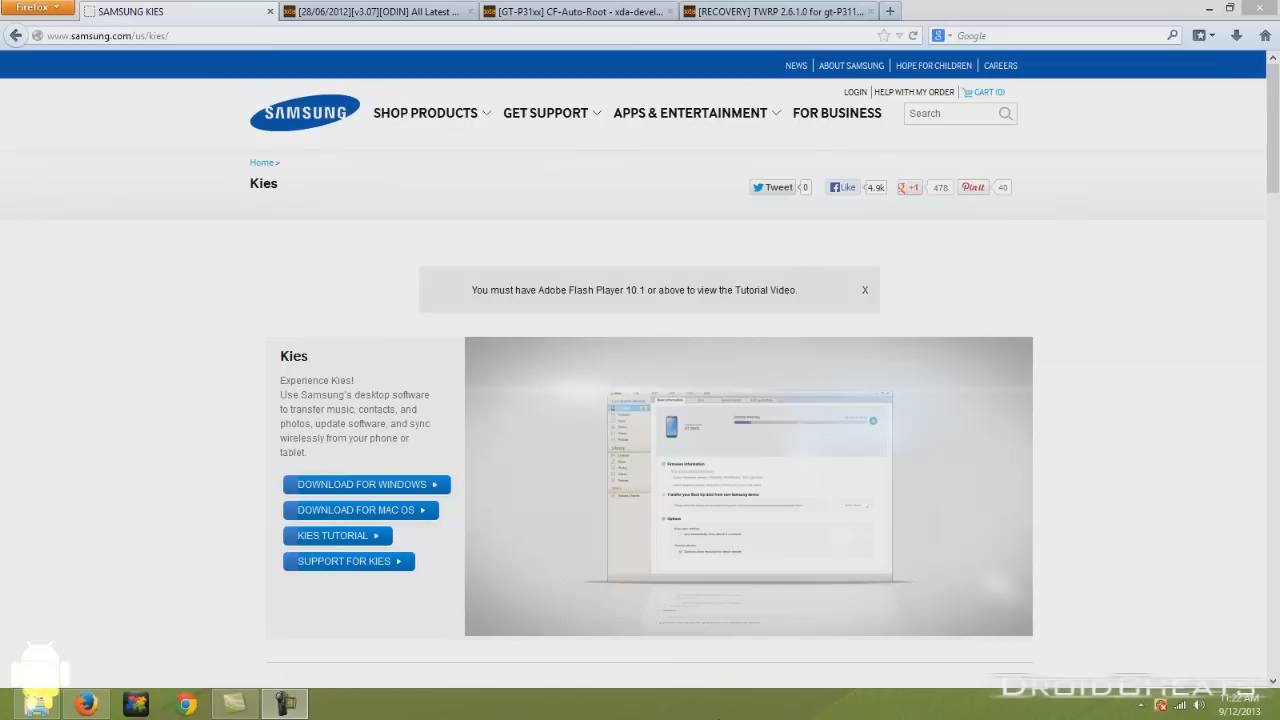 Firefox
SAMSUNG KIES
[28/06/2012][v3.07][ODIN] All Latest ...
[GT-P31xx] CF-Auto-Root - xda-devel...
[RECOVERY] TWRP 2.6.1.0 for gt-P311...
www.samsung.com/us/kies/
Google
NEWS
ABOUT SAMSUNG
HOPE FOR CHILDREN
CAREERS
LOGIN
HELP WITH MY ORDER
CART (0)
SAMSUNG
SHOP PRODUCTS
GET SUPPORT
APPS & ENTERTAINMENT
FOR BUSINESS
Search
Home >
Kies
Tweet
0
Like
4.9k
+1
478
Pin it
40
You must have Adobe Flash Player 10.1 or above to view the Tutorial Video.
X
Kies
Experience Kies!
Use Samsung's desktop software
to transfer music, contacts, and
photos, update software, and sync
wirelessly from your phone or
tablet.
DOWNLOAD FOR WINDOWS
DOWNLOAD FOR MAC OS
KIES TUTORIAL
SUPPORT FOR KIES
Firmware Information
Options
DROIDCHEATS
11:22 AM
9/12/2013